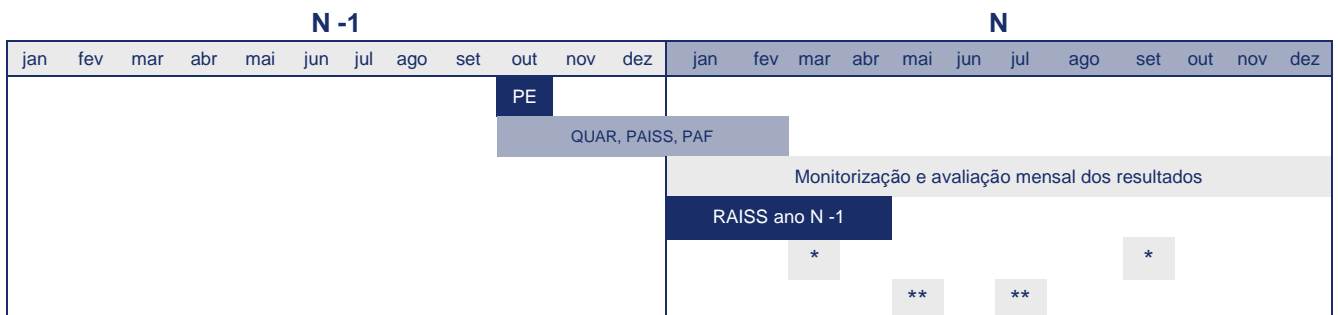 N -1 N
jan fev mar abr mai jun jul ago set out nov dez jan fev mar abr mai jun jul ago set out nov dez
PE
QUAR, PAISS, PAF
Monitorização e avaliação mensal dos resultados
RAISS ano N -1
* *
** **